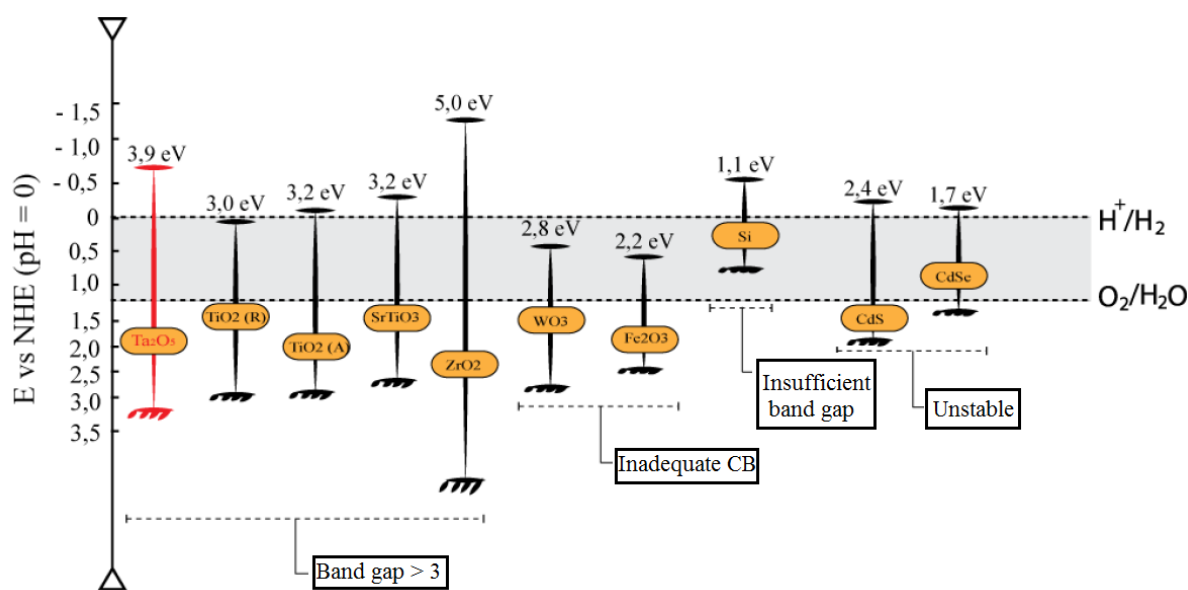 E vs NHE (pH = 0)
- 1,5
- 1,0
- 0,5
0
0,5
1,0
1,5
2,0
2,5
3,0
3,5
3,9 eV
3,0 eV
3,2 eV
3,2 eV
5,0 eV
2,8 eV
2,2 eV
1,1 eV
2,4 eV
1,7 eV
Ta₂O₅
TiO2 (R)
TiO2 (A)
SrTiO3
ZrO2
WO3
Fe2O3
Si
CdS
CdSe
H⁺/H₂
O₂/H₂O
Insufficient
band gap
Unstable
Inadequate CB
Band gap > 3